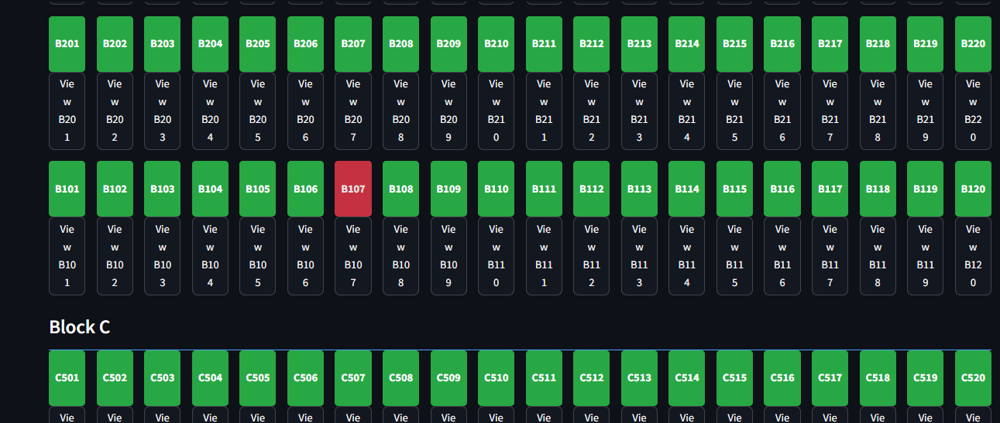 B201 B202 B203 B204 B205 B206 B207 B208 B209 B210 B211 B212 B213 B214 B215 B216 B217 B218 B219 B220
Vie Vie Vie Vie Vie Vie Vie Vie Vie Vie Vie Vie Vie Vie Vie Vie Vie Vie Vie Vie
w w w w w w w w w w w w w w w w w w w w
B20 B20 B20 B20 B20 B20 B20 B20 B20 B21 B21 B21 B21 B21 B21 B21 B21 B21 B21 B22
1 2 3 4 5 6 7 8 9 0 1 2 3 4 5 6 7 8 9 0
B101 B102 B103 B104 B105 B106 B107 B108 B109 B110 B111 B112 B113 B114 B115 B116 B117 B118 B119 B120
Vie Vie Vie Vie Vie Vie Vie Vie Vie Vie Vie Vie Vie Vie Vie Vie Vie Vie Vie Vie
w w w w w w w w w w w w w w w w w w w w
B10 B10 B10 B10 B10 B10 B10 B10 B10 B11 B11 B11 B11 B11 B11 B11 B11 B11 B11 B12
1 2 3 4 5 6 7 8 9 0 1 2 3 4 5 6 7 8 9 0
Block C
C501 C502 C503 C504 C505 C506 C507 C508 C509 C510 C511 C512 C513 C514 C515 C516 C517 C518 C519 C520
Vie Vie Vie Vie Vie Vie Vie Vie Vie Vie Vie Vie Vie Vie Vie Vie Vie Vie Vie Vie